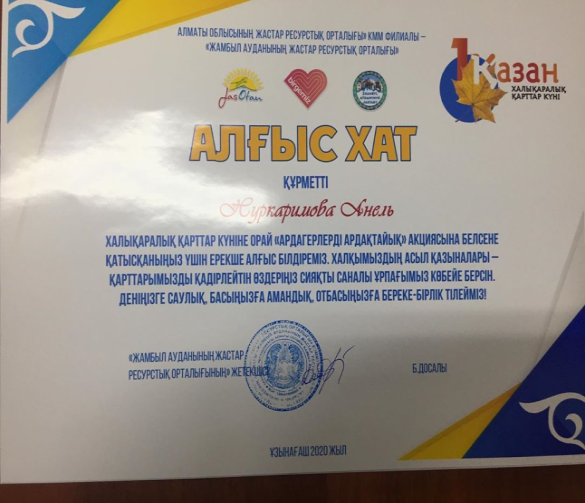 АЛМАТЫ ОБЛЫСЫНЫҢ ЖАСТАР РЕСУРСТЫҚ ОРТАЛЫҒЫ» КММ ФИЛИАЛЫ –
«ЖАМБЫЛ АУДАНЫНЫҢ ЖАСТАР РЕСУРСТЫҚ ОРТАЛЫҒЫ»
JasOtan
birgemiz
1 Қазан
ХАЛЫҚАРАЛЫҚ
ҚАРТТАР КҮНІ
АЛҒЫС ХАТ
ҚҰРМЕТТІ
Нуркаримова Анель
ХАЛЫҚАРАЛЫҚ ҚАРТТАР КҮНІНЕ ОРАЙ «АРДАГЕРЛЕРДІ АРДАҚТАЙЫҚ» АКЦИЯСЫНА БЕЛСЕНЕ
ҚАТЫСҚАНЫҢЫЗ ҮШІН ЕРЕКШЕ АЛҒЫС БІЛДІРЕМІЗ. ХАЛҚЫМЫЗДЫҢ АСЫЛ ҚАЗЫНАЛАРЫ –
ҚАРТТАРЫМЫЗДЫ ҚАДІРЛЕЙТІН ӨЗДЕРІҢІЗ СИЯҚТЫ САНАЛЫ ҰРПАҒЫМЫЗ КӨБЕЙЕ БЕРСІН.
ДЕНІҢІЗГЕ САУЛЫҚ, БАСЫҢЫЗҒА АМАНДЫҚ, ОТБАСЫҢЫЗҒА БЕРЕКЕ-БІРЛІК ТІЛЕЙМІЗ!
«ЖАМБЫЛ АУДАНЫНЫҢ ЖАСТАР
РЕСУРСТЫҚ ОРТАЛЫҒЫНЫҢ» ЖЕТЕКШІСІ
Б.ДОСАЛЫ
ҰЗЫНАҒАШ 2020 ЖЫЛ